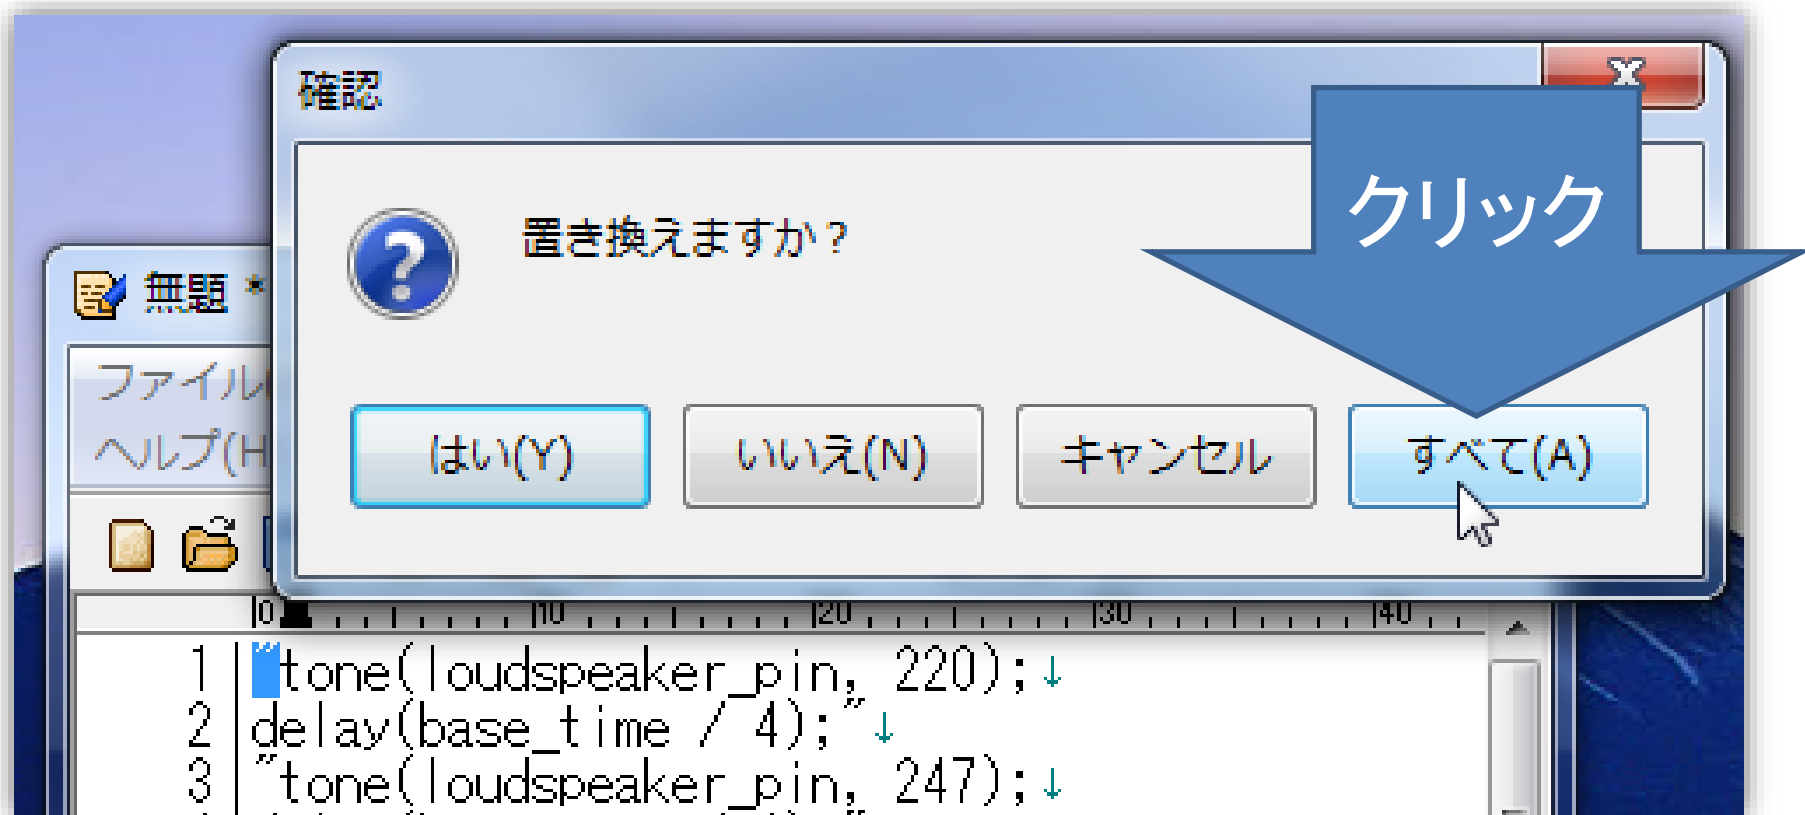 確認
クリック
置き換えますか？
無題 *
ファイル
ヘルプ(H
はい(Y)
いいえ(N)
キャンセル
すべて(A)
0 10 20 30 40
1 "tone(loudspeaker_pin, 220);↓
2 delay(base_time / 4);"↓
3 "tone(loudspeaker_pin, 247);↓